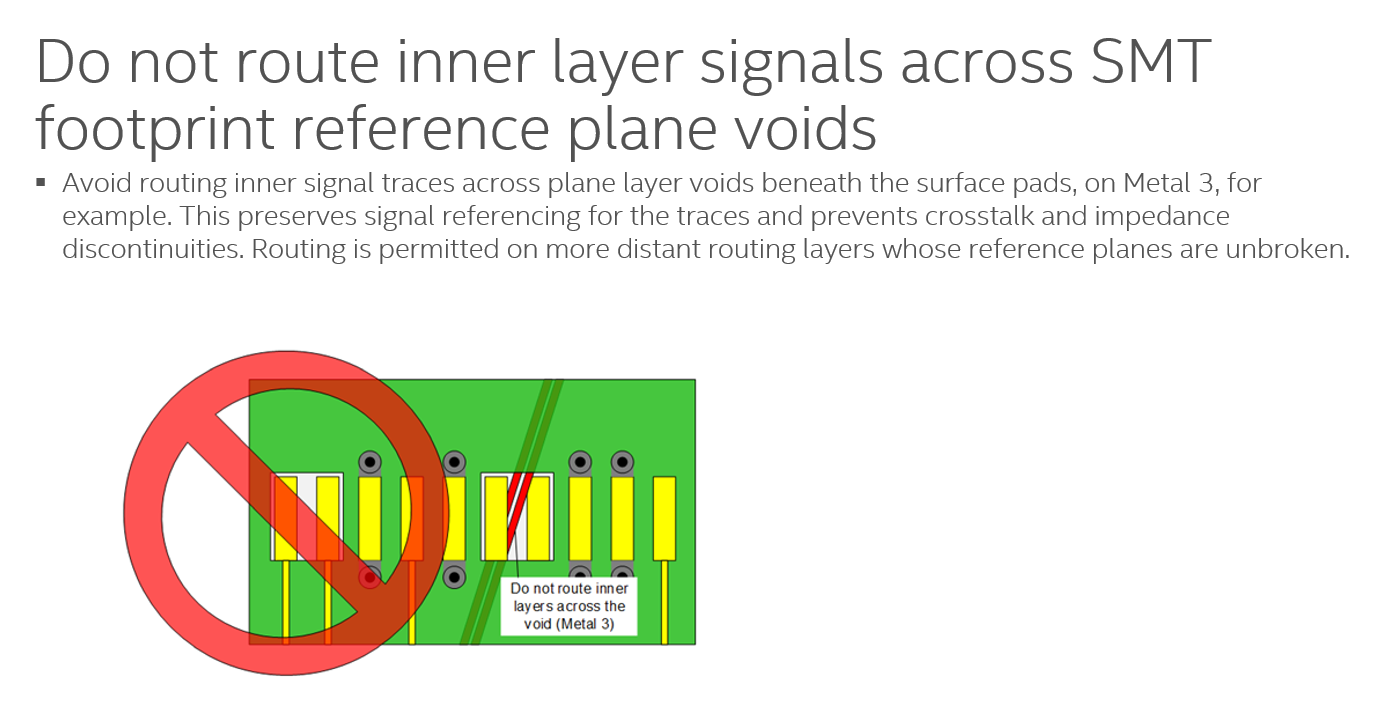 Do not route inner layer signals across SMT
footprint reference plane voids
▪ Avoid routing inner signal traces across plane layer voids beneath the surface pads, on Metal 3, for
example. This preserves signal referencing for the traces and prevents crosstalk and impedance
discontinuities. Routing is permitted on more distant routing layers whose reference planes are unbroken.
Do not route inner
layers across the
void (Metal 3)